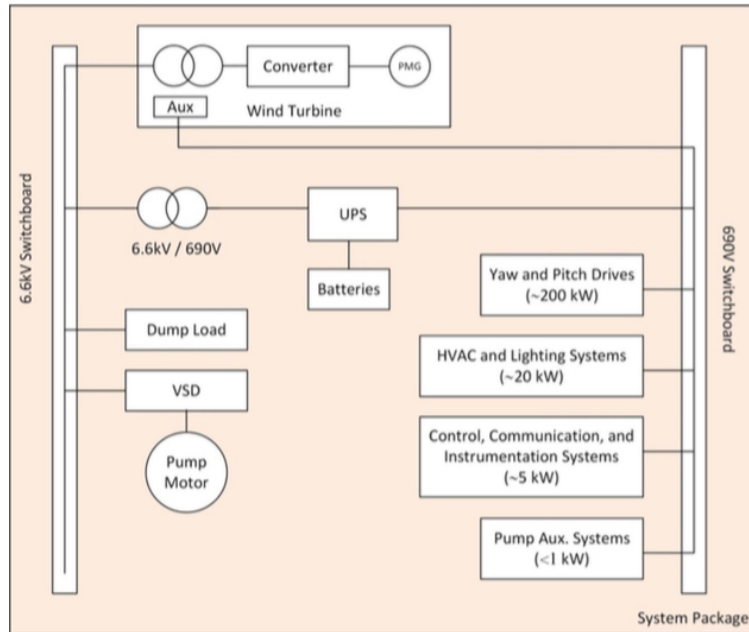 Converter
PMG
Aux
Wind Turbine
6.6kV Switchboard
6.6kV / 690V
UPS
Batteries
690V Switchboard
Yaw and Pitch Drives
(~200 kW)
Dump Load
HVAC and Lighting Systems
(~20 kW)
VSD
Control, Communication, and
Instrumentation Systems
(~5 kW)
Pump
Motor
Pump Aux. Systems
(<1 kW)
System Package